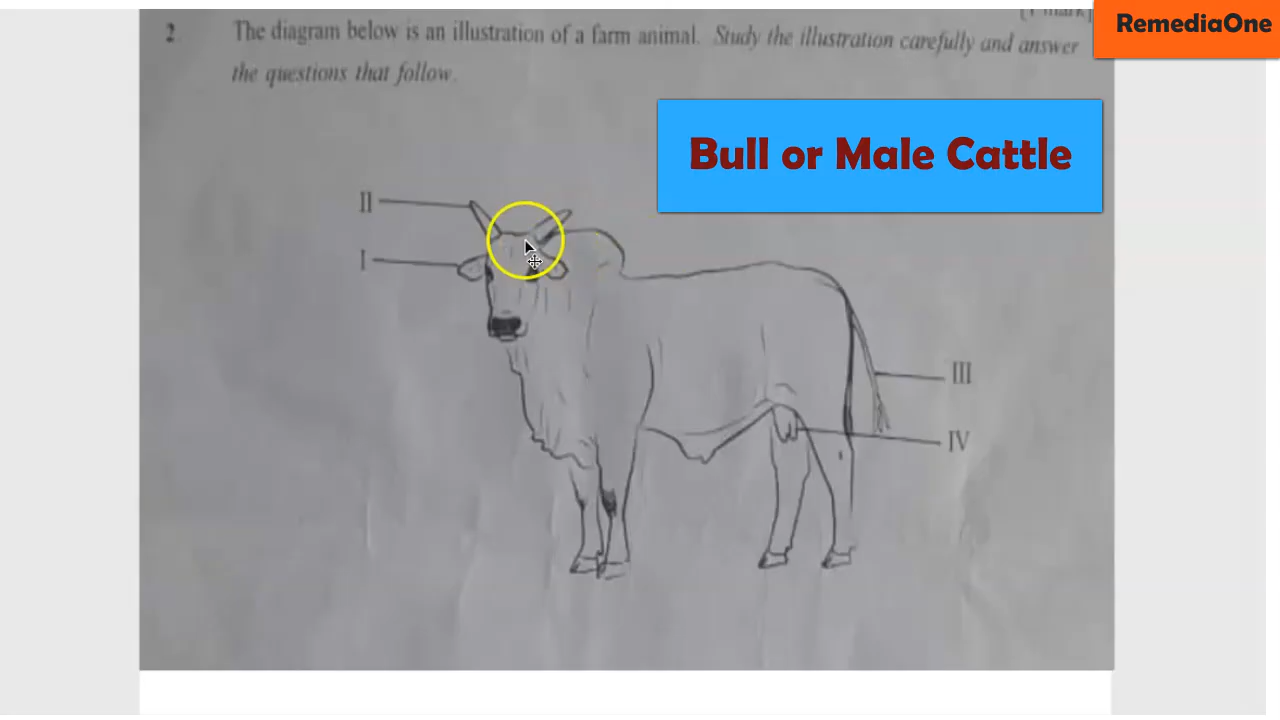 RemediaOne
2 The diagram below is an illustration of a farm animal. Study the illustration carefully and answer
the questions that follow.
Bull or Male Cattle
II
I
III
IV